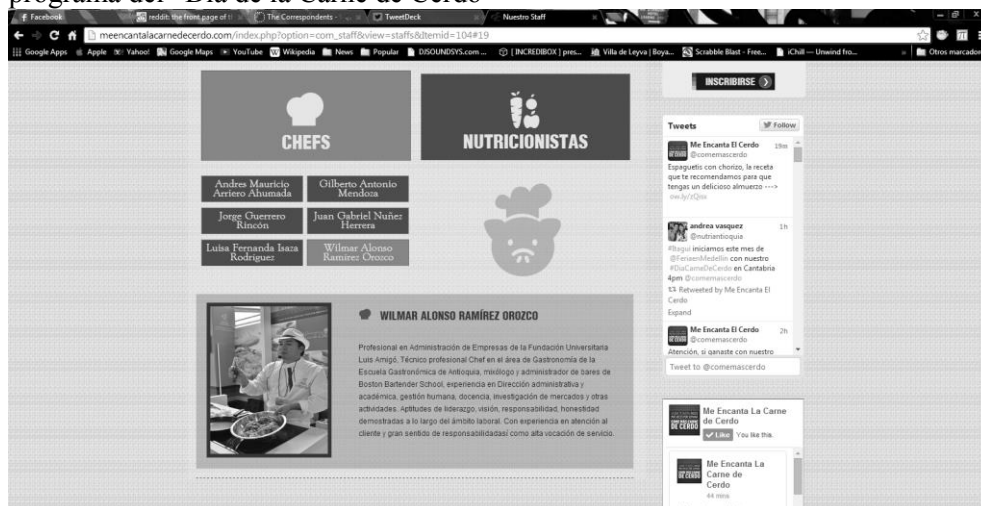 programa del "Día de la Carne de Cerdo"
Facebook
reddit: the front page of t
The Correspondents -
TweetDeck
Nuestro Staff
meencantalacarnedecerdo.com/index.php?option=com_staff&view=staffs&Itemid=104#19
Google Apps Apple Yahoo! Google Maps YouTube Wikipedia News Popular DJSOUNDSYS.com ... [ INCREDIBOX ] pres... Villa de Leyva | Boya... Scrabble Blast - Free... iChill — Unwind fro... » Otros marcador
INSCRIBIRSE
CHEFS
NUTRICIONISTAS
Andres Mauricio
Arriero Ahumada
Gilberto Antonio
Mendoza
Jorge Guerrero
Rincón
Juan Gabriel Nuñez
Herrera
Luisa Fernanda Isaza
Rodriguez
Wilmar Alonso
Ramirez Orozco
WILMAR ALONSO RAMÍREZ OROZCO
Profesional en Administración de Empresas de la Fundación Universitaria
Luis Amigó, Técnico profesional Chef en el área de Gastronomía de la
Escuela Gastronómica de Antioquia, mixólogo y administrador de bares de
Boston Bartender School, experiencia en Dirección administrativa y
académica, gestión humana, docencia, investigación de mercados y otras
actividades. Aptitudes de liderazgo, visión, responsabilidad, honestidad
demostradas a lo largo del ámbito laboral. Con experiencia en atención al
cliente y gran sentido de responsabilidadasí como alta vocación de servicio.
Tweets
Follow
Me Encanta El Cerdo 19m
@comemascerdo
Espaguetis con chorizo, la receta
que te recomendamos para que
tengas un delicioso almuerzo --->
andrea vasquez 1h
@nutriantioquia
iniciamos este mes de
@FeriaenMedellin con nuestro
#DiaCarneDeCerdo en Cantabria
4pm @comemascerdo
Retweeted by Me Encanta El
Cerdo
Expand
Me Encanta El Cerdo 2h
@comemascerdo
Atención, si ganaste con nuestro
Tweet to @comemascerdo
Me Encanta La Carne
de Cerdo
Like You like this.
Me Encanta La
Carne de
Cerdo
44 mins